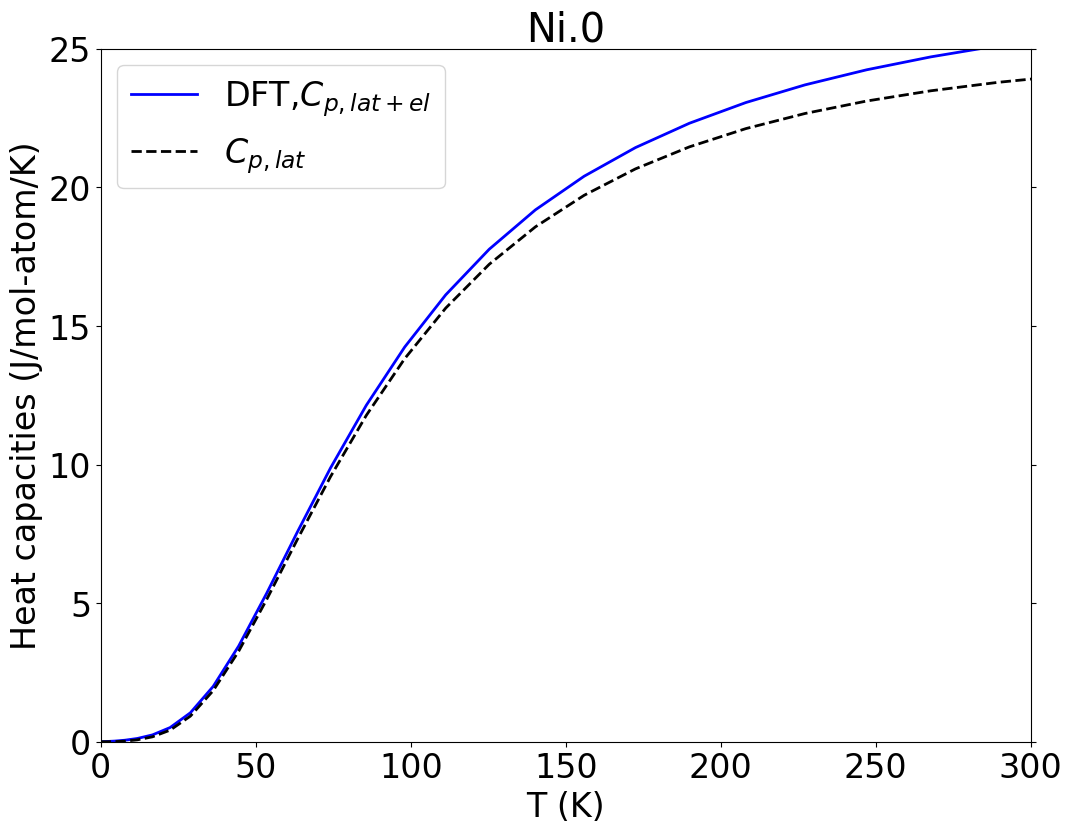 Ni.0
DFT,C_{p, lat+el}
C_{p, lat}
Heat capacities (J/mol-atom/K)
25
20
15
10
5
0
0 50 100 150 200 250 300
T (K)